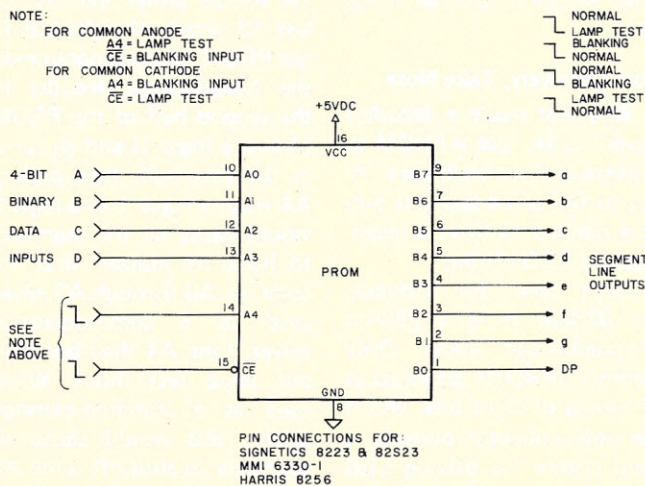 NOTE:
FOR COMMON ANODE
A4 = LAMP TEST
CE = BLANKING INPUT
FOR COMMON CATHODE
A4 = BLANKING INPUT
CE = LAMP TEST
NORMAL
LAMP TEST
BLANKING
NORMAL
NORMAL
BLANKING
LAMP TEST
NORMAL
+5VDC
16
VCC
4-BIT A 10 A0 B7 9 a
BINARY B 11 A1 B6 7 b
DATA C 12 A2 B5 6 c
INPUTS D 13 A3 B4 5 d
SEGMENT
LINE
OUTPUTS
PROM
B3 4 e
14 A4 B2 3 f
SEE
NOTE
ABOVE
B1 2 g
15 CE B0 1 DP
GND
8
PIN CONNECTIONS FOR:
SIGNETICS 8223 & 82S23
MMI 6330-1
HARRIS 8256